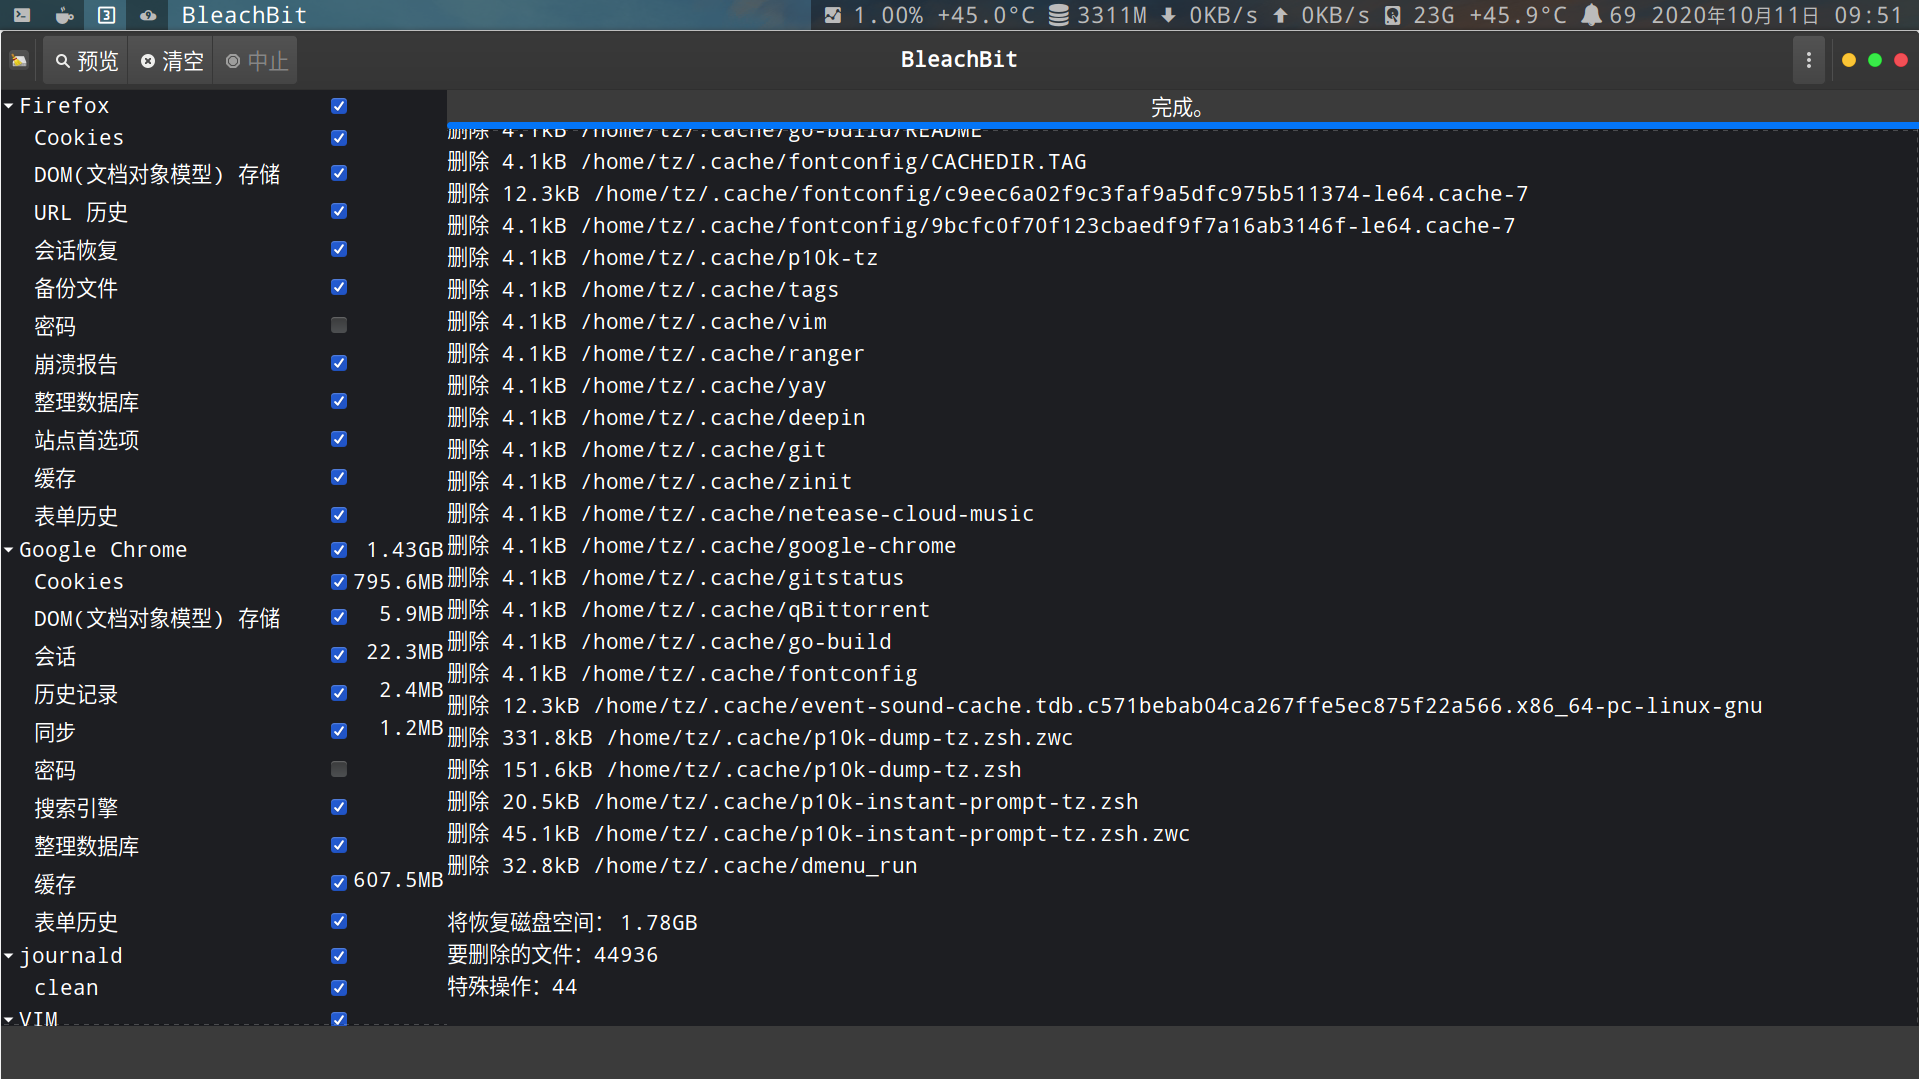 3 BleachBit 1.00% +45.0°C 3311M 0KB/s 0KB/s 23G +45.9°C 69 2020年10月11日 09:51
预览 清空 中止 BleachBit
Firefox
Cookies
DOM(文档对象模型) 存储
URL 历史
会话恢复
备份文件
密码
崩溃报告
整理数据库
站点首选项
缓存
表单历史
Google Chrome 1.43GB
Cookies 795.6MB
DOM(文档对象模型) 存储 5.9MB
会话 22.3MB
历史记录 2.4MB
同步 1.2MB
密码
搜索引擎
整理数据库
缓存 607.5MB
表单历史
journald
clean
VIM
完成。
删除 4.1kB /home/tz/.cache/go-build/README
删除 4.1kB /home/tz/.cache/fontconfig/CACHEDIR.TAG
删除 12.3kB /home/tz/.cache/fontconfig/c9eec6a02f9c3faf9a5dfc975b511374-le64.cache-7
删除 4.1kB /home/tz/.cache/fontconfig/9bcfc0f70f123cbaedf9f7a16ab3146f-le64.cache-7
删除 4.1kB /home/tz/.cache/p10k-tz
删除 4.1kB /home/tz/.cache/tags
删除 4.1kB /home/tz/.cache/vim
删除 4.1kB /home/tz/.cache/ranger
删除 4.1kB /home/tz/.cache/yay
删除 4.1kB /home/tz/.cache/deepin
删除 4.1kB /home/tz/.cache/git
删除 4.1kB /home/tz/.cache/zinit
删除 4.1kB /home/tz/.cache/netease-cloud-music
删除 4.1kB /home/tz/.cache/google-chrome
删除 4.1kB /home/tz/.cache/gitstatus
删除 4.1kB /home/tz/.cache/qBittorrent
删除 4.1kB /home/tz/.cache/go-build
删除 4.1kB /home/tz/.cache/fontconfig
删除 12.3kB /home/tz/.cache/event-sound-cache.tdb.c571bebab04ca267ffe5ec875f22a566.x86_64-pc-linux-gnu
删除 331.8kB /home/tz/.cache/p10k-dump-tz.zsh.zwc
删除 151.6kB /home/tz/.cache/p10k-dump-tz.zsh
删除 20.5kB /home/tz/.cache/p10k-instant-prompt-tz.zsh
删除 45.1kB /home/tz/.cache/p10k-instant-prompt-tz.zsh.zwc
删除 32.8kB /home/tz/.cache/dmenu_run
将恢复磁盘空间： 1.78GB
要删除的文件：44936
特殊操作：44